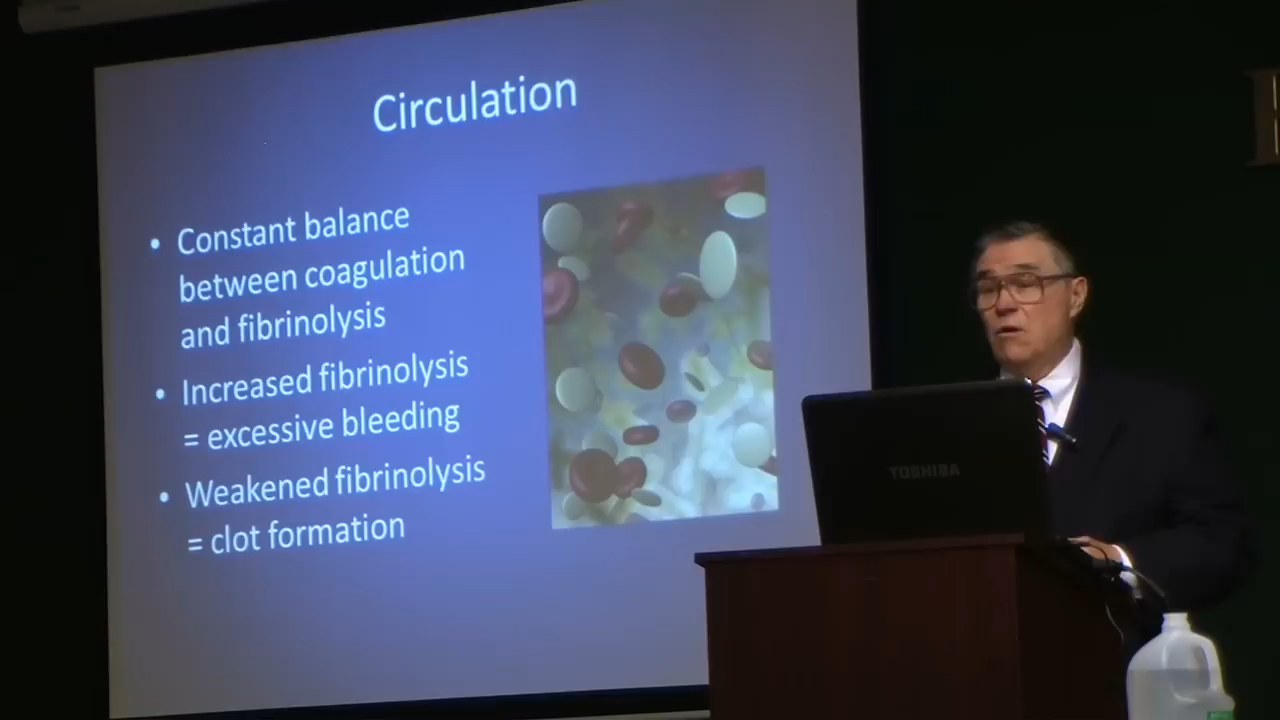 Circulation
• Constant balance
between coagulation
and fibrinolysis
• Increased fibrinolysis
= excessive bleeding
• Weakened fibrinolysis
= clot formation
TOSHIBA